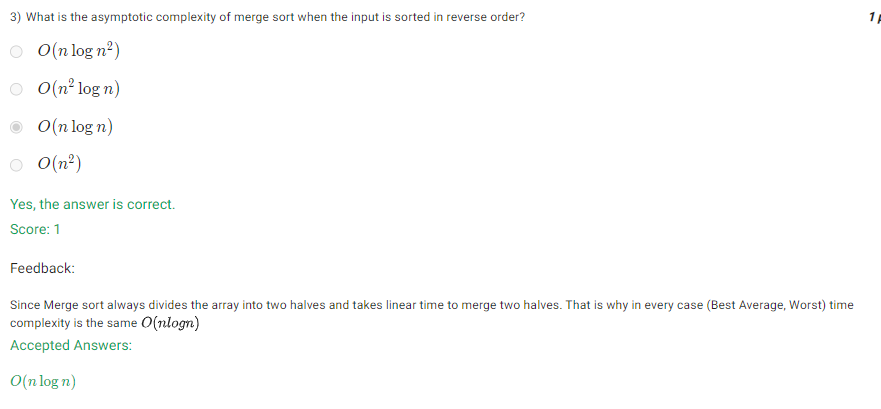 3) What is the asymptotic complexity of merge sort when the input is sorted in reverse order?
O(n log n²)
O(n² log n)
O(n log n)
O(n²)
Yes, the answer is correct.
Score: 1
Feedback:
Since Merge sort always divides the array into two halves and takes linear time to merge two halves. That is why in every case (Best Average, Worst) time
complexity is the same O(nlogn)
Accepted Answers:
O(n log n)